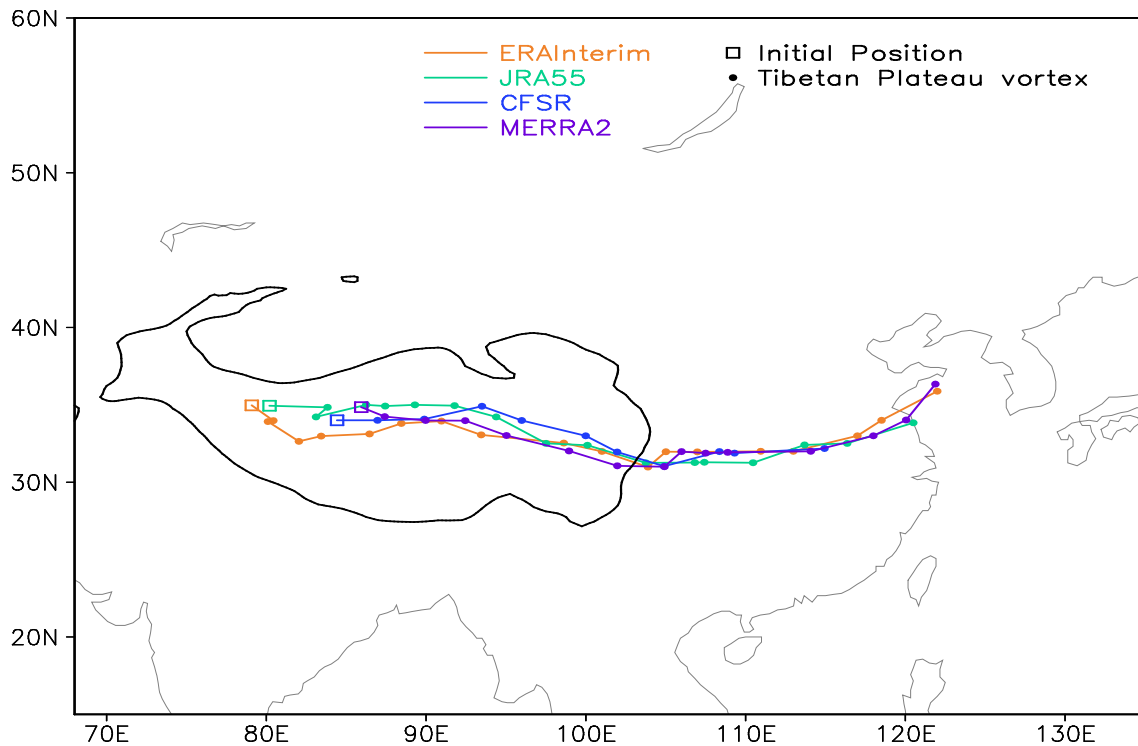 60N
ERAInterim
Initial Position
JRA55
Tibetan Plateau vortex
CFSR
MERRA2
50N
40N
30N
20N
70E 80E 90E 100E 110E 120E 130E